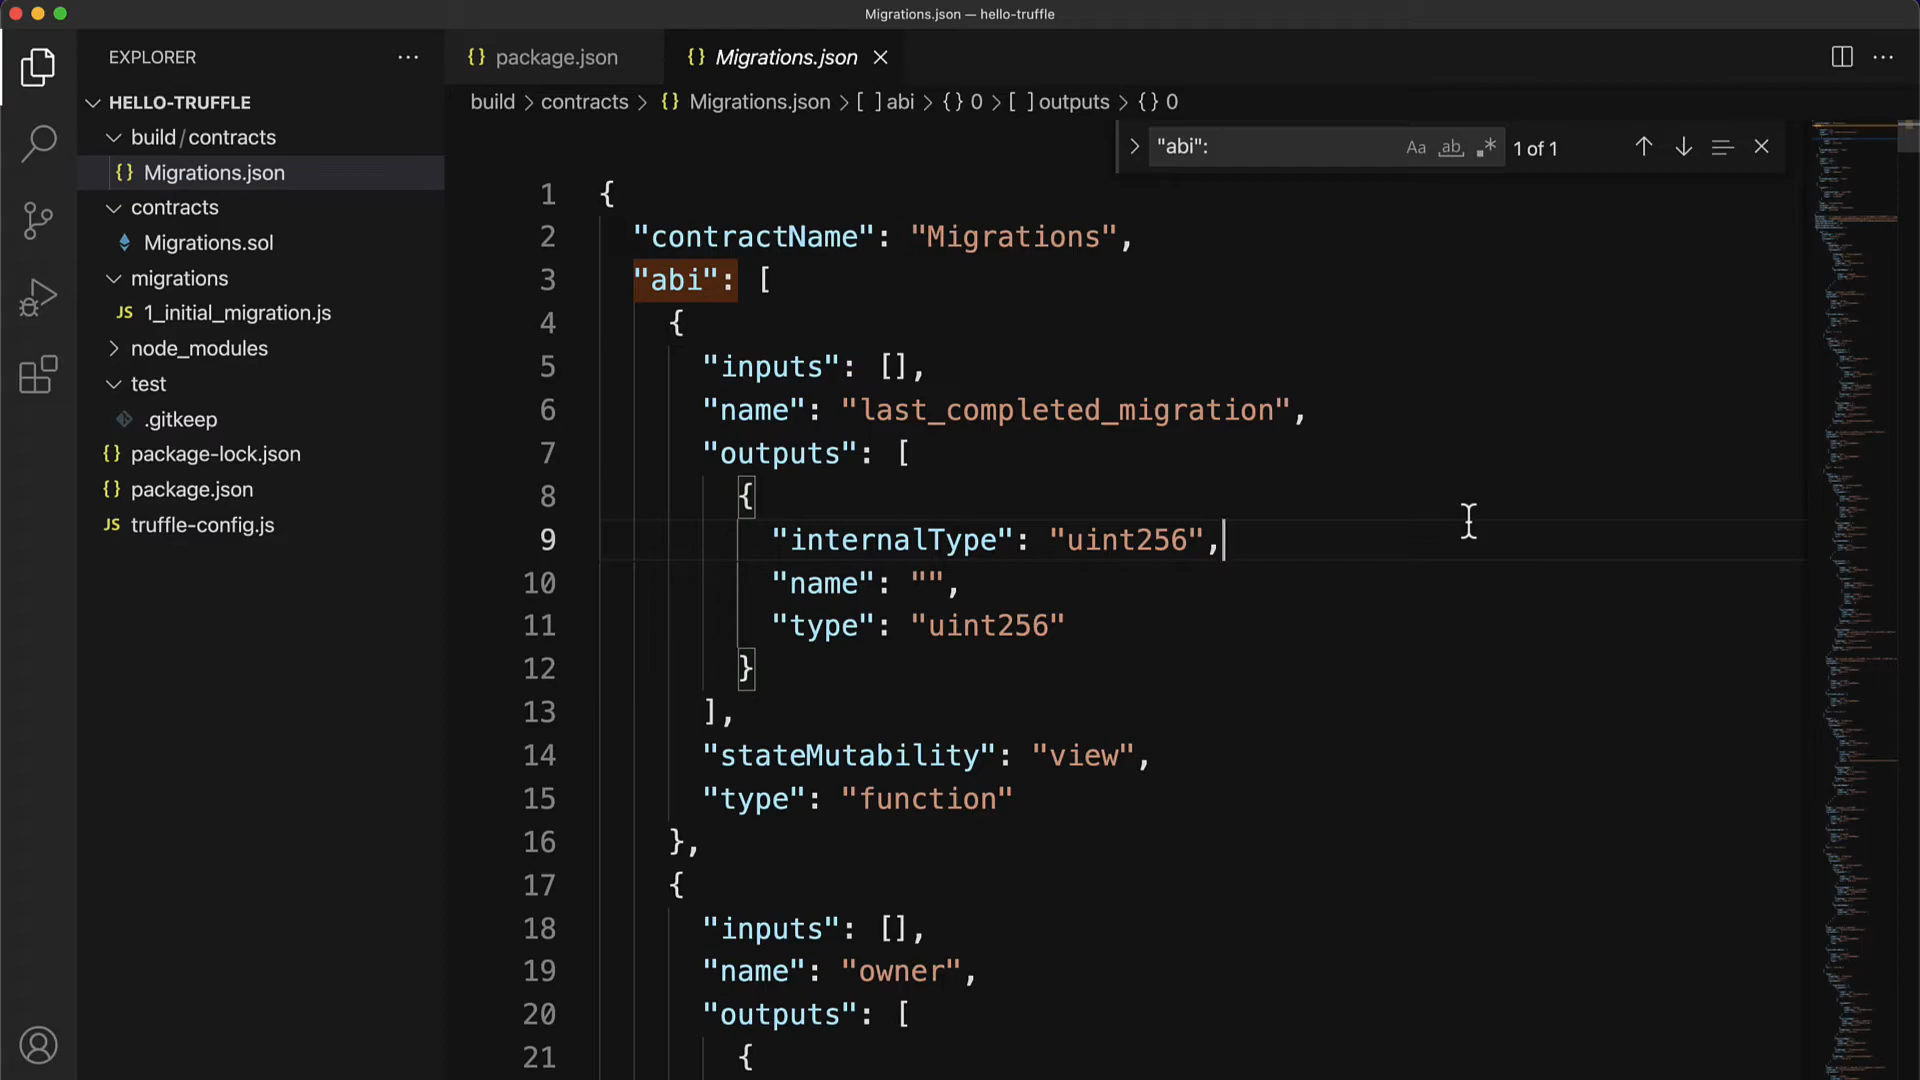 Migrations.json — hello-truffle
EXPLORER
HELLO-TRUFFLE
build/contracts
{} Migrations.json
contracts
Migrations.sol
migrations
JS 1_initial_migration.js
node_modules
test
.gitkeep
{} package-lock.json
{} package.json
JS truffle-config.js
{} package.json
{} Migrations.json
build > contracts > {} Migrations.json > [ ] abi > {} 0 > [ ] outputs > {} 0
"abi": Aa ab .* 1 of 1
1 {
2 "contractName": "Migrations",
3 "abi": [
4 {
5 "inputs": [],
6 "name": "last_completed_migration",
7 "outputs": [
8 {
9 "internalType": "uint256",
10 "name": "",
11 "type": "uint256"
12 }
13 ],
14 "stateMutability": "view",
15 "type": "function"
16 },
17 {
18 "inputs": [],
19 "name": "owner",
20 "outputs": [
21 {